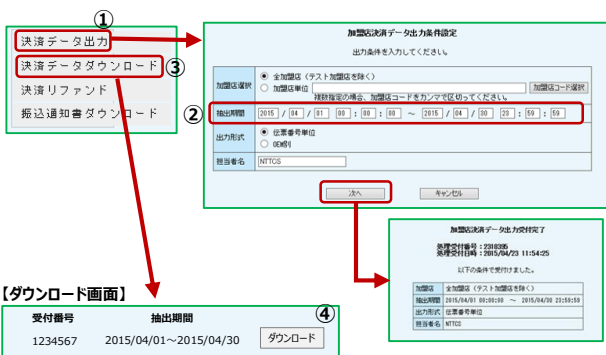 ①
決済データ出力
決済データダウンロード
③
決済リファンド
振込通知書ダウンロード
加盟店決済データ出力条件設定
出力条件を入力してください。
加盟店選択
全加盟店（テスト加盟店を除く）
加盟店単位
加盟店コード選択
複数指定の場合、加盟店コードをカンマで区切ってください。
②
抽出期間
2015 / 04 / 01 00 : 00 : 00 ～ 2015 / 04 / 30 23 : 59 : 59
出力形式
伝票番号単位
OEM別
担当者名
NTTCS
次へ
キャンセル
加盟店決済データ出力受付完了
処理受付番号：2310395
処理受付日時：2015/04/23 11:54:25
以下の条件で受付けました。
加盟店 全加盟店（テスト加盟店を除く）
抽出期間 2015/04/01 00:00:00 ～ 2015/04/30 23:59:59
出力形式 伝票番号単位
担当者名 NTTCS
【ダウンロード画面】
④
受付番号 抽出期間
1234567 2015/04/01～2015/04/30 ダウンロード